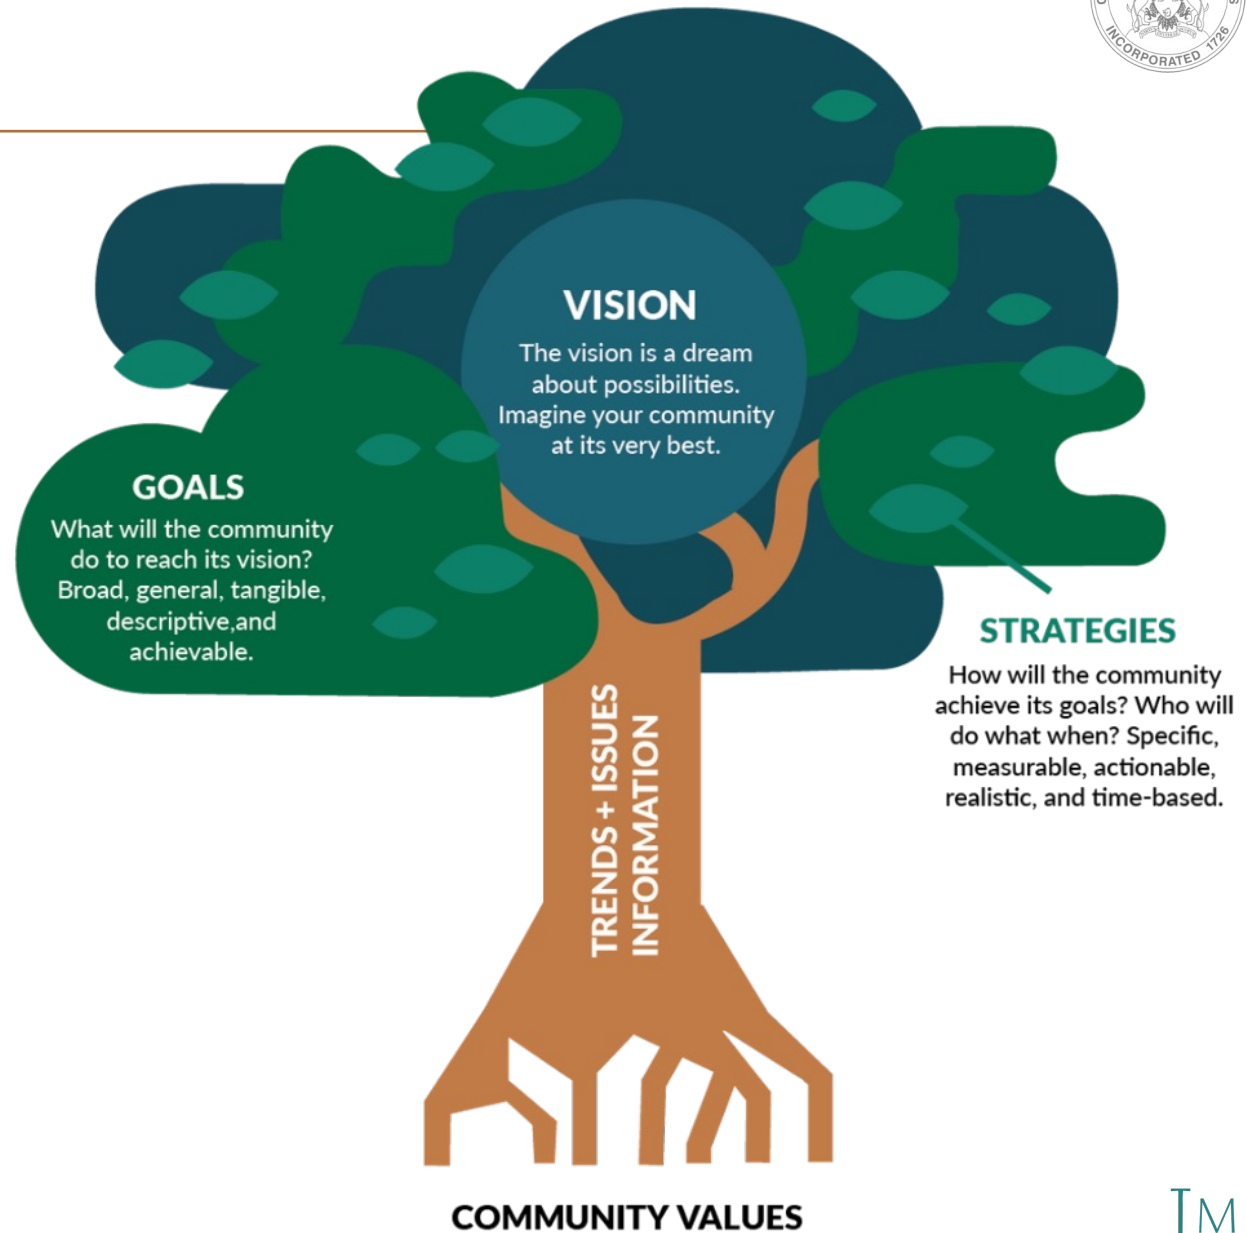 INCORPORATED 1726
VISION
The vision is a dream
about possibilities.
Imagine your community
at its very best.
GOALS
What will the community
do to reach its vision?
Broad, general, tangible,
descriptive,and
achievable.
STRATEGIES
How will the community
achieve its goals? Who will
do what when? Specific,
measurable, actionable,
realistic, and time-based.
TRENDS + ISSUES
INFORMATION
COMMUNITY VALUES
TM